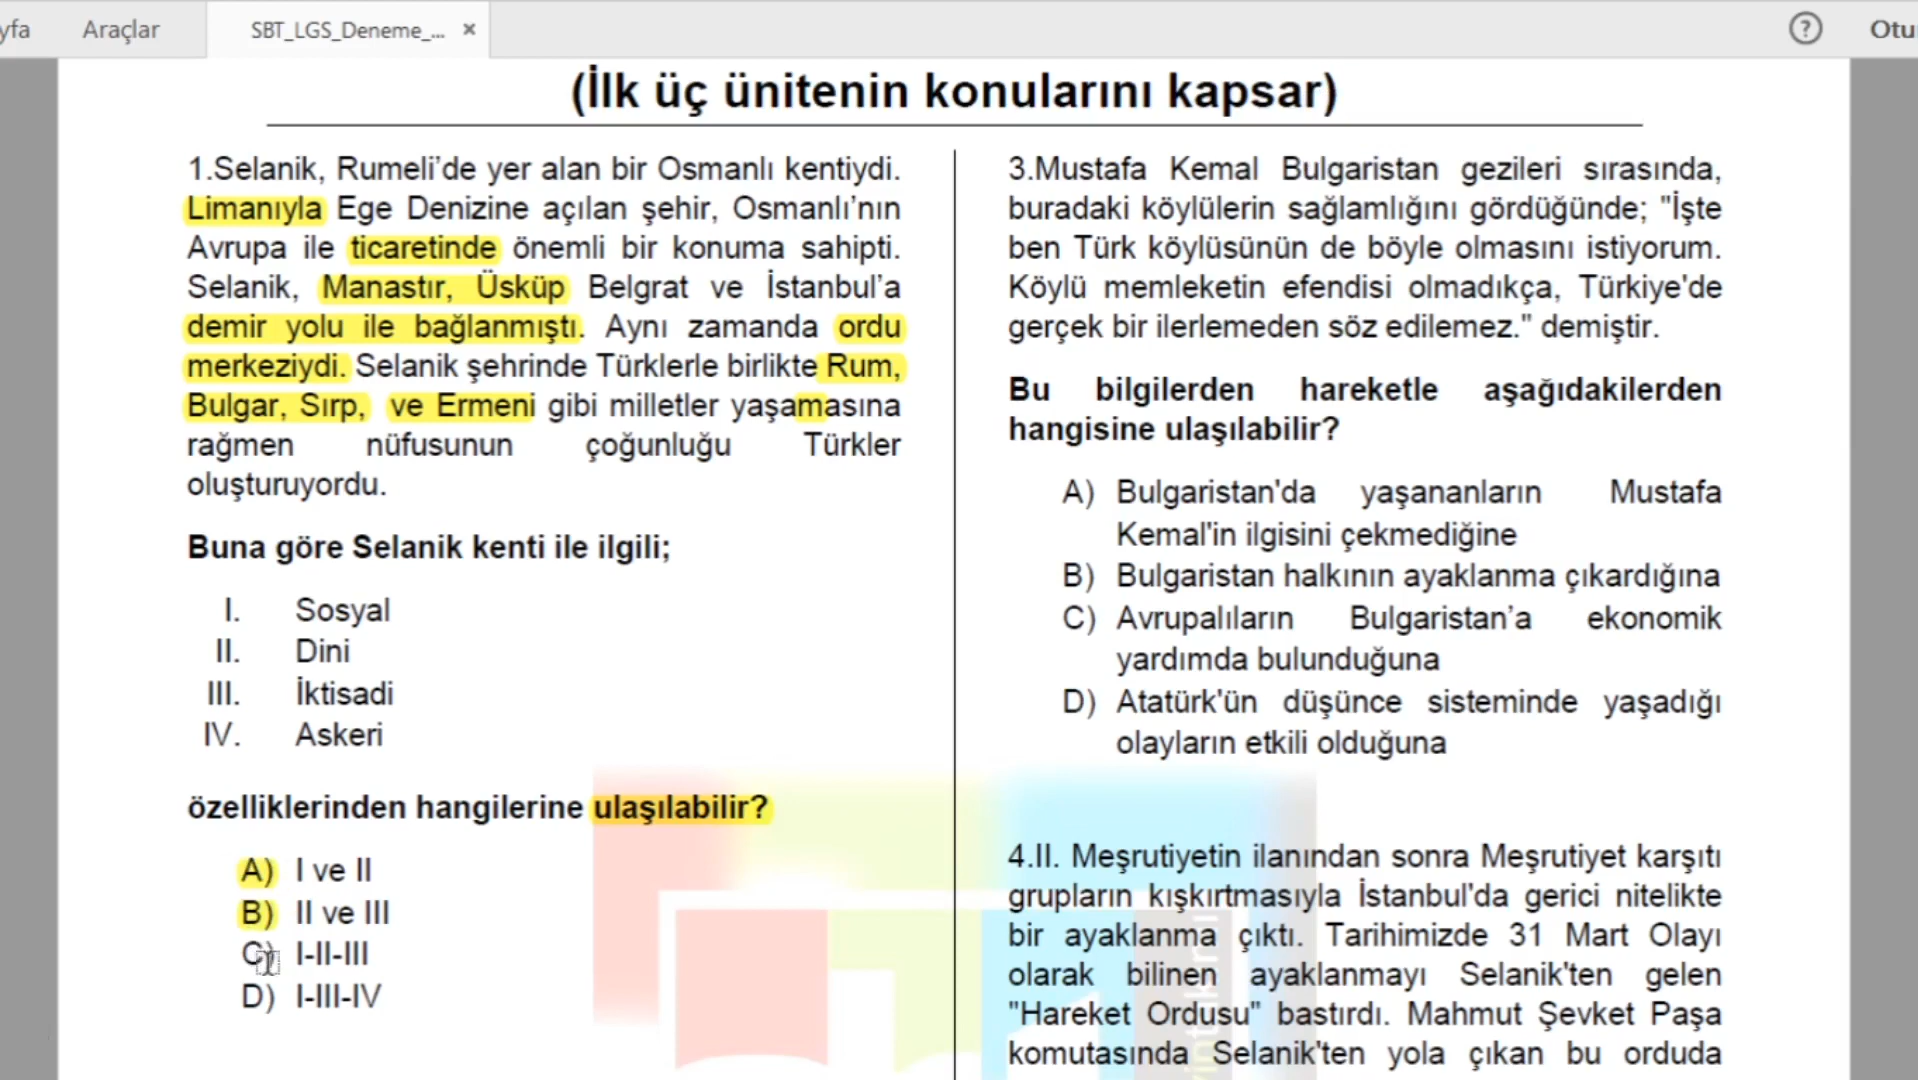 yfa Araçlar SBT_LGS_Deneme_... × ? Otu
(İlk üç ünitenin konularını kapsar)
1.Selanik, Rumeli’de yer alan bir Osmanlı kentiydi.
Limanıyla Ege Denizine açılan şehir, Osmanlı’nın
Avrupa ile ticaretinde önemli bir konuma sahipti.
Selanik, Manastır, Üsküp Belgrat ve İstanbul’a
demir yolu ile bağlanmıştı. Aynı zamanda ordu
merkeziydi. Selanik şehrinde Türklerle birlikte Rum,
Bulgar, Sırp, ve Ermeni gibi milletler yaşamasına
rağmen nüfusunun çoğunluğu Türkler
oluşturuyordu.
Buna göre Selanik kenti ile ilgili;
I. Sosyal
II. Dini
III. İktisadi
IV. Askeri
özelliklerinden hangilerine ulaşılabilir?
A) I ve II
B) II ve III
C) I-II-III
D) I-III-IV
3.Mustafa Kemal Bulgaristan gezileri sırasında,
buradaki köylülerin sağlamlığını gördüğünde; "İşte
ben Türk köylüsünün de böyle olmasını istiyorum.
Köylü memleketin efendisi olmadıkça, Türkiye'de
gerçek bir ilerlemeden söz edilemez." demiştir.
Bu bilgilerden hareketle aşağıdakilerden
hangisine ulaşılabilir?
A) Bulgaristan'da yaşananların Mustafa
Kemal'in ilgisini çekmediğine
B) Bulgaristan halkının ayaklanma çıkardığına
C) Avrupalıların Bulgaristan’a ekonomik
yardımda bulunduğuna
D) Atatürk'ün düşünce sisteminde yaşadığı
olayların etkili olduğuna
4.II. Meşrutiyetin ilanından sonra Meşrutiyet karşıtı
grupların kışkırtmasıyla İstanbul'da gerici nitelikte
bir ayaklanma çıktı. Tarihimizde 31 Mart Olayı
olarak bilinen ayaklanmayı Selanik'ten gelen
"Hareket Ordusu" bastırdı. Mahmut Şevket Paşa
komutasında Selanik'ten yola çıkan bu orduda